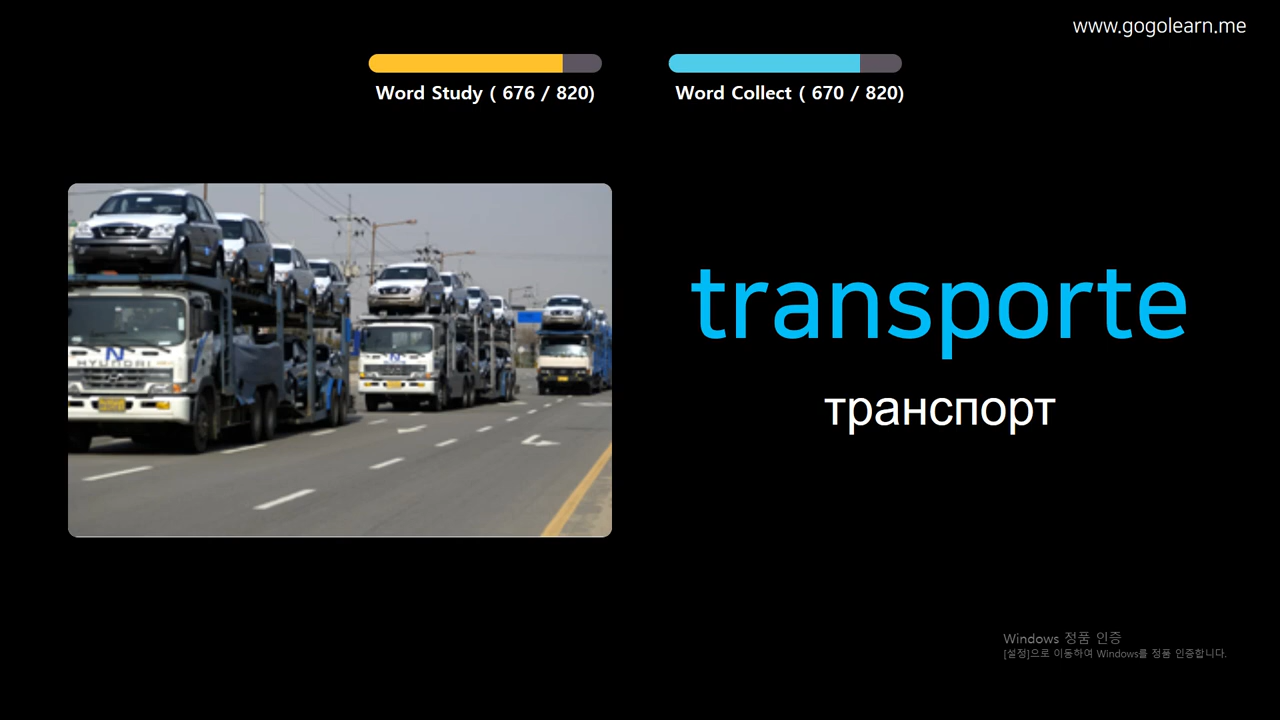 www.gogolearn.me
Word Study ( 676 / 820)
Word Collect ( 670 / 820)
HYUNDAI
transporte
транспорт
Windows 정품 인증
[설정]으로 이동하여 Windows를 정품 인증합니다.